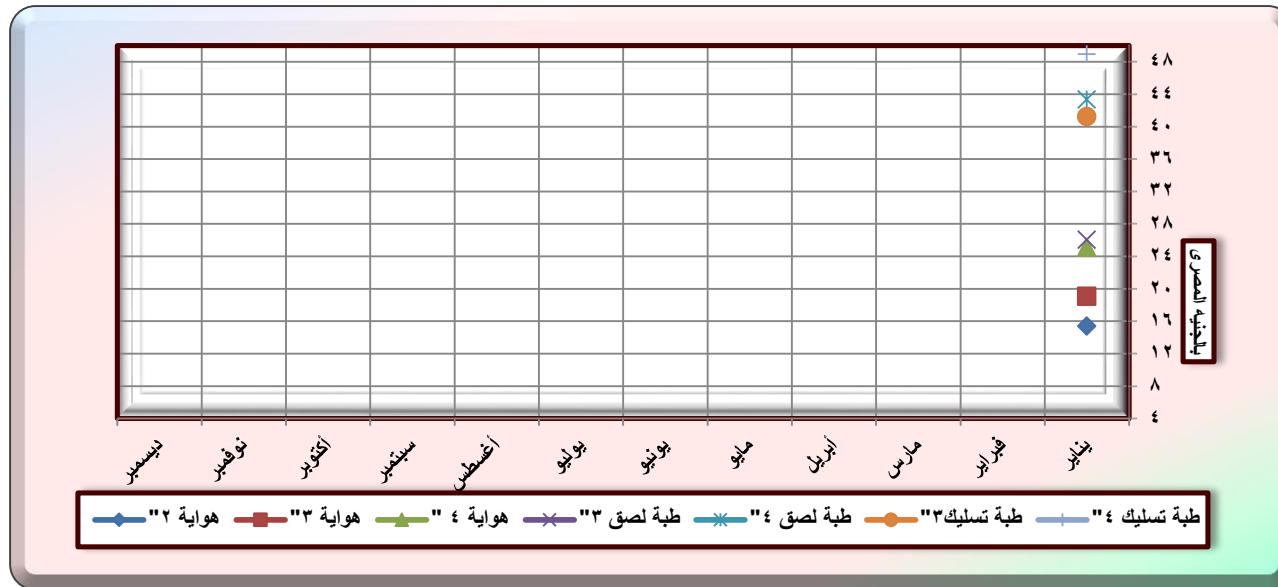 ٤٨
٤٤
٤٠
٣٦
٣٢
٢٨
٢٤
٢٠
١٦
١٢
٨
٤
بالجنيه المصرى
يناير
فبراير
مارس
أبريل
مايو
يونيو
يوليو
أغسطس
سبتمبر
أكتوبر
نوفمبر
ديسمبر
طبة تسليك ٤"
طبة تسليك٣"
طبة لصق ٤"
طبة لصق ٣"
هواية ٤ "
هواية ٣"
هواية ٢"